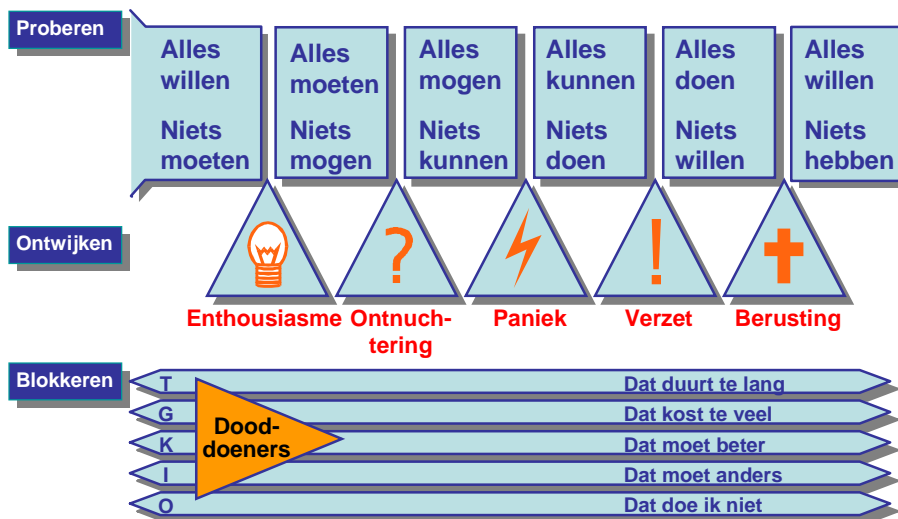 Proberen
Alles
willen
Niets
moeten
Alles
moeten
Niets
mogen
Alles
mogen
Niets
kunnen
Alles
kunnen
Niets
doen
Alles
doen
Niets
willen
Alles
willen
Niets
hebben
Ontwijken
?
!
Enthousiasme
Ontnuch-
tering
Paniek
Verzet
Berusting
Blokkeren
Dood-
doeners
T Dat duurt te lang
G Dat kost te veel
K Dat moet beter
I Dat moet anders
O Dat doe ik niet